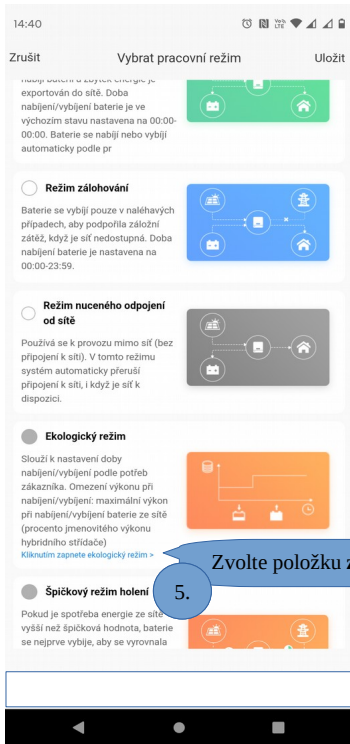 14:40
Zrušit Vybrat pracovní režim Uložit
exportován do sítě. Doba
nabíjení/vybíjení baterie je ve
výchozím stavu nastavena na 00:00-
00:00. Baterie se nabíjí nebo vybíjí
automaticky podle pr
Režim zálohování
Baterie se vybíjí pouze v naléhavých
případech, aby podpořila záložní
zátěž, když je síť nedostupná. Doba
nabíjení baterie je nastavena na
00:00-23:59.
Režim nuceného odpojení
od sítě
Používá se k provozu mimo síť (bez
připojení k síti). V tomto režimu
systém automaticky přeruší
připojení k síti, i když je síť k
dispozici.
Ekologický režim
Slouží k nastavení doby
nabíjení/vybíjení podle potřeb
zákazníka. Omezení výkonu při
nabíjení/vybíjení: maximální výkon
při nabíjení/vybíjení baterie ze sítě
(procento jmenovitého výkonu
hybridního střídače)
Kliknutím zapnete ekologický režim >
Zvolte položku z
5.
Špičkový režim holení
Pokud je spotřeba energie ze sítě
vyšší než špičková hodnota, baterie
se nejprve vybije, aby se vyrovnala